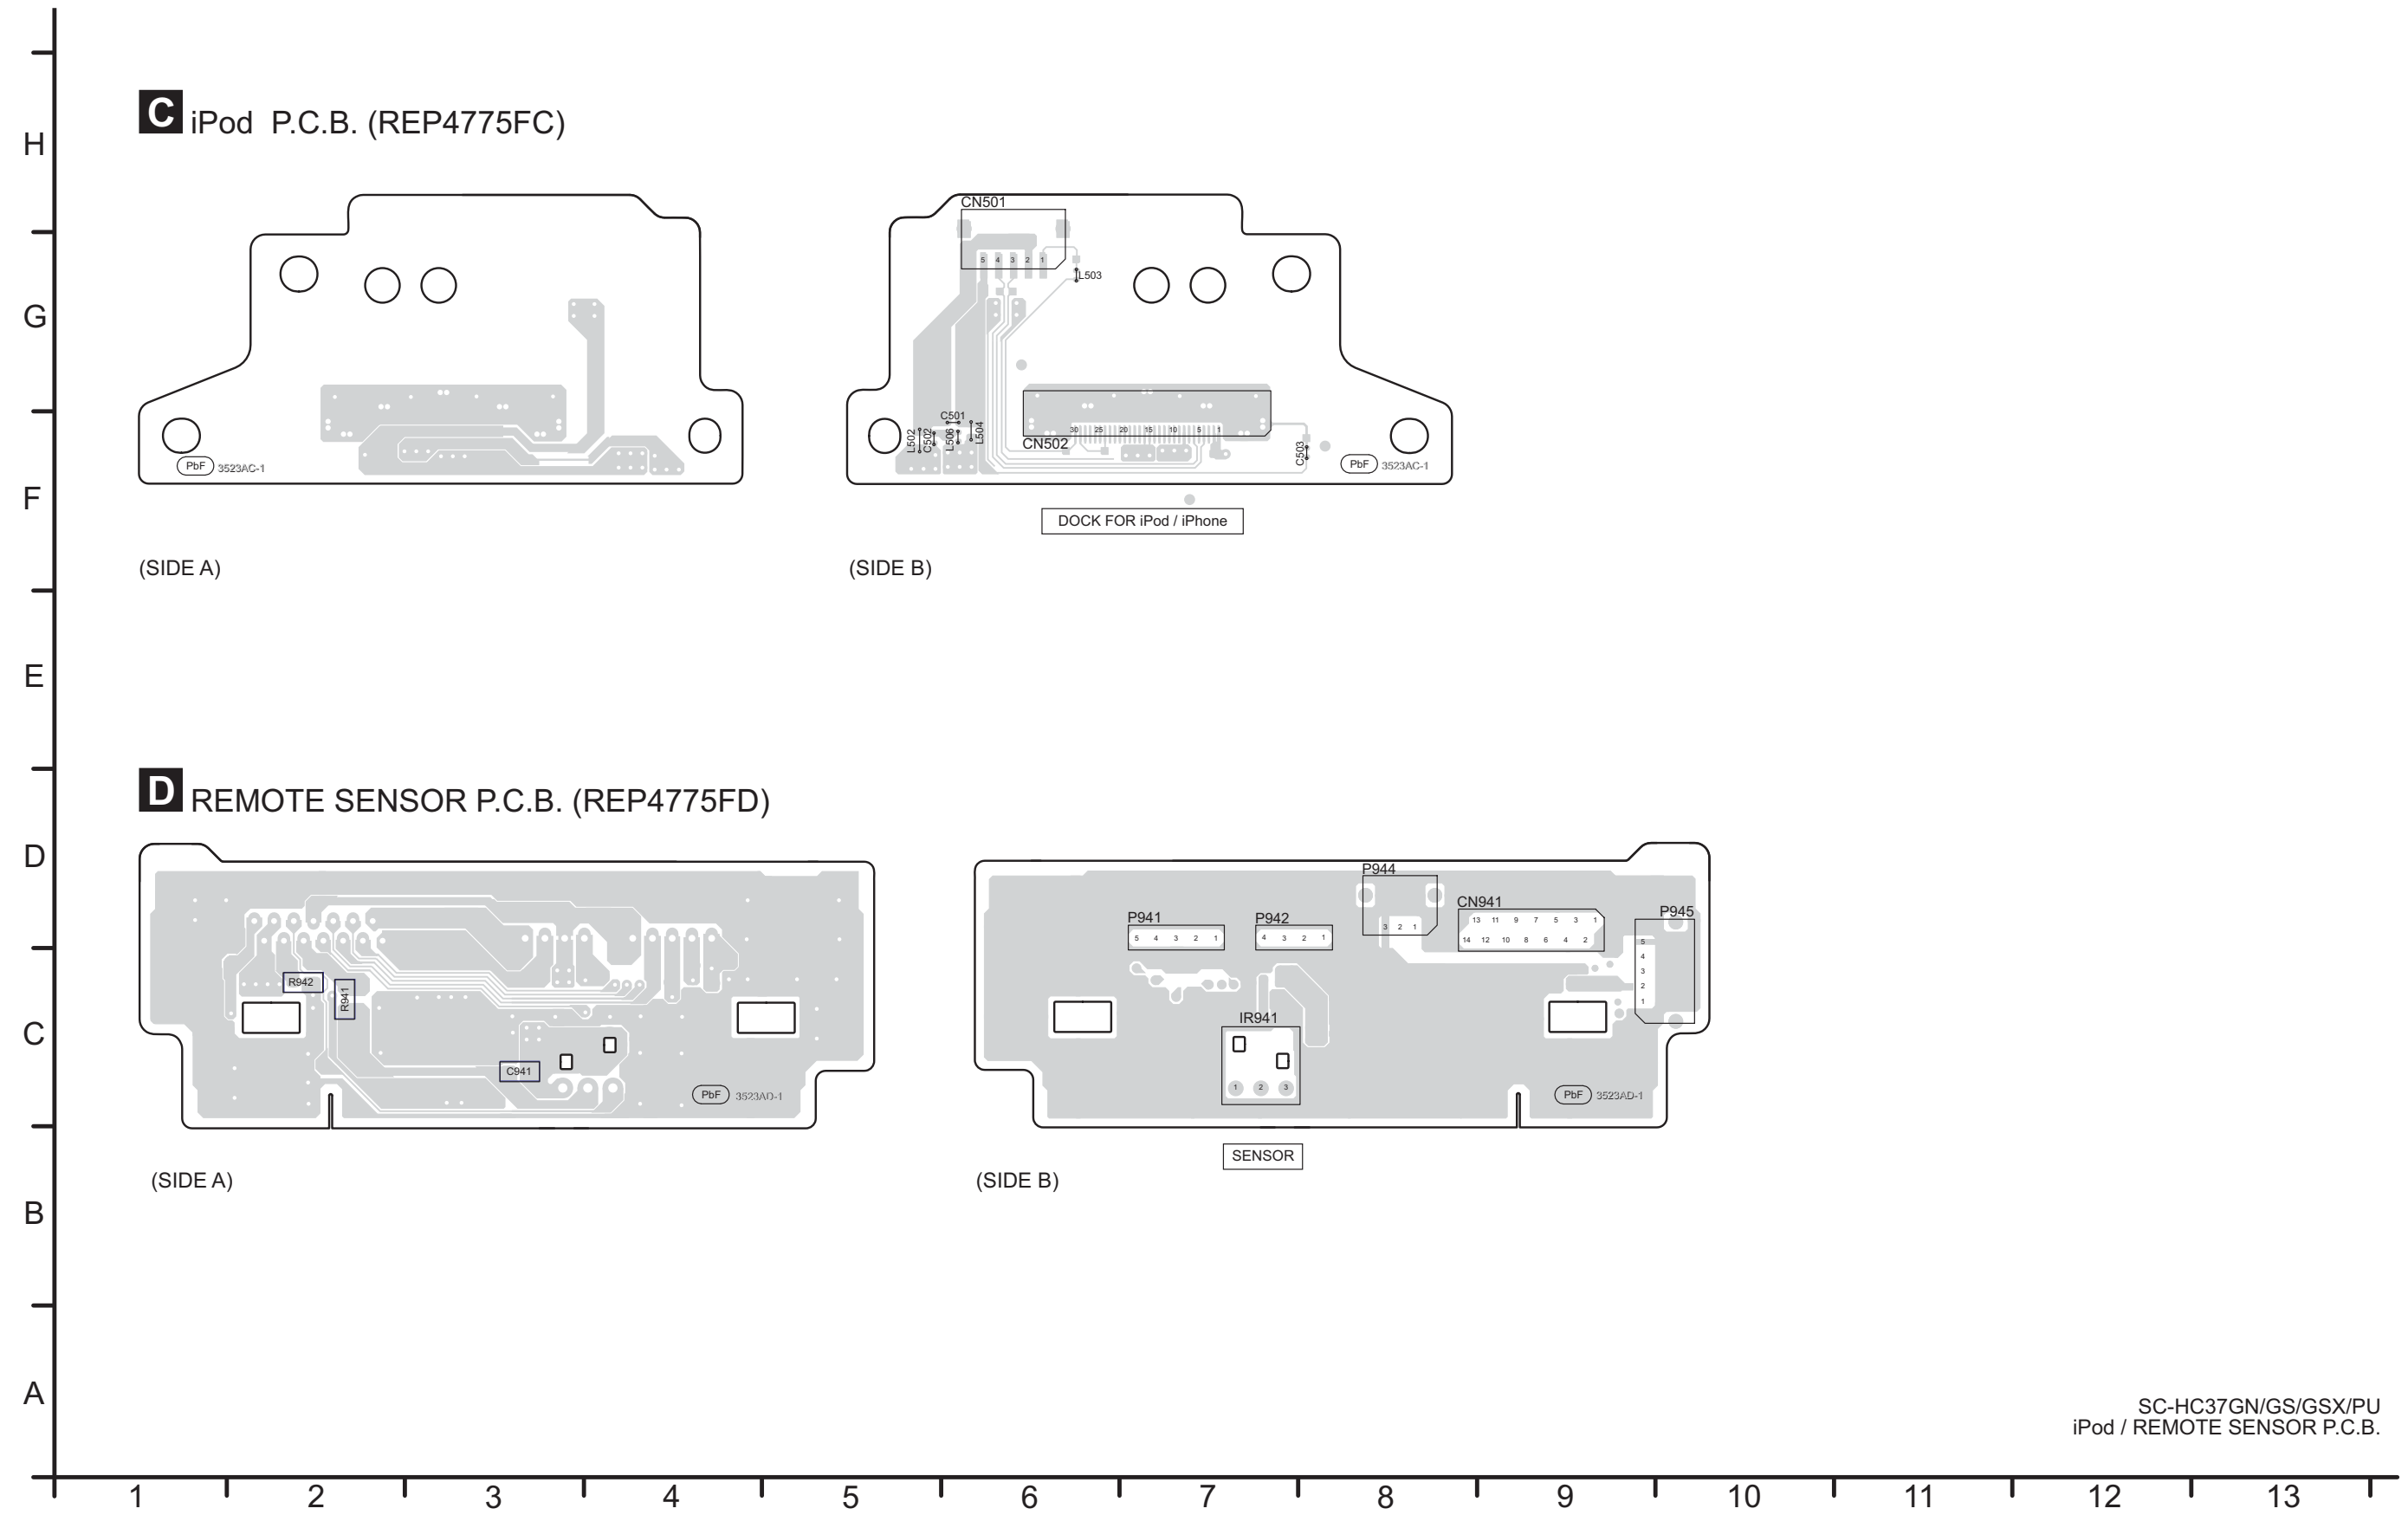 H
G
F
E
D
C
B
A
C iPod P.C.B. (REP4775FC)
PbF 3523AC-1
(SIDE A)
CN501
5 4 3 2 1
L503
C501
L502
C502
L506
L504
CN502
30 25 20 15 10 5 1
C503
PbF 3523AC-1
DOCK FOR iPod / iPhone
(SIDE B)
D REMOTE SENSOR P.C.B. (REP4775FD)
R942
R941
C941
PbF 3523AD-1
(SIDE A)
P941
5 4 3 2 1
P942
4 3 2 1
P944
3 2 1
CN941
13 11 9 7 5 3 1
14 12 10 8 6 4 2
P945
5
4
3
2
1
IR941
1 2 3
PbF 3523AD-1
SENSOR
(SIDE B)
SC-HC37GN/GS/GSX/PU
iPod / REMOTE SENSOR P.C.B.
1 2 3 4 5 6 7 8 9 10 11 12 13